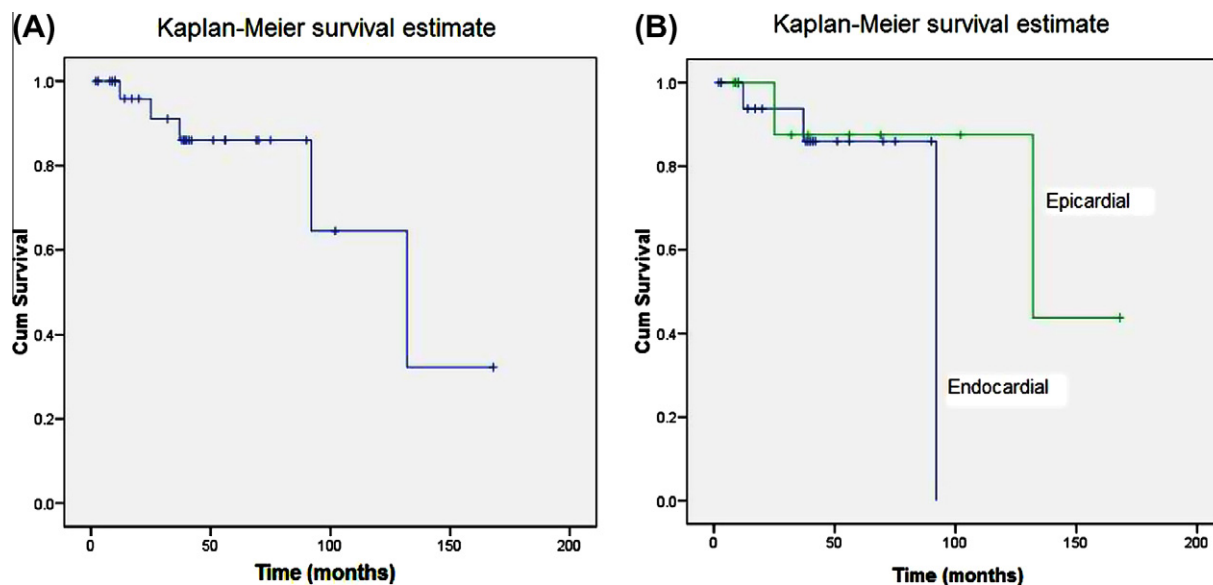 (A)
Kaplan-Meier survival estimate
1.0
0.8
0.6
0.4
0.2
0.0
Cum Survival
0 50 100 150 200
Time (months)
(B)
Kaplan-Meier survival estimate
1.0
0.8
0.6
0.4
0.2
0.0
Cum Survival
Epicardial
Endocardial
0 50 100 150 200
Time (months)